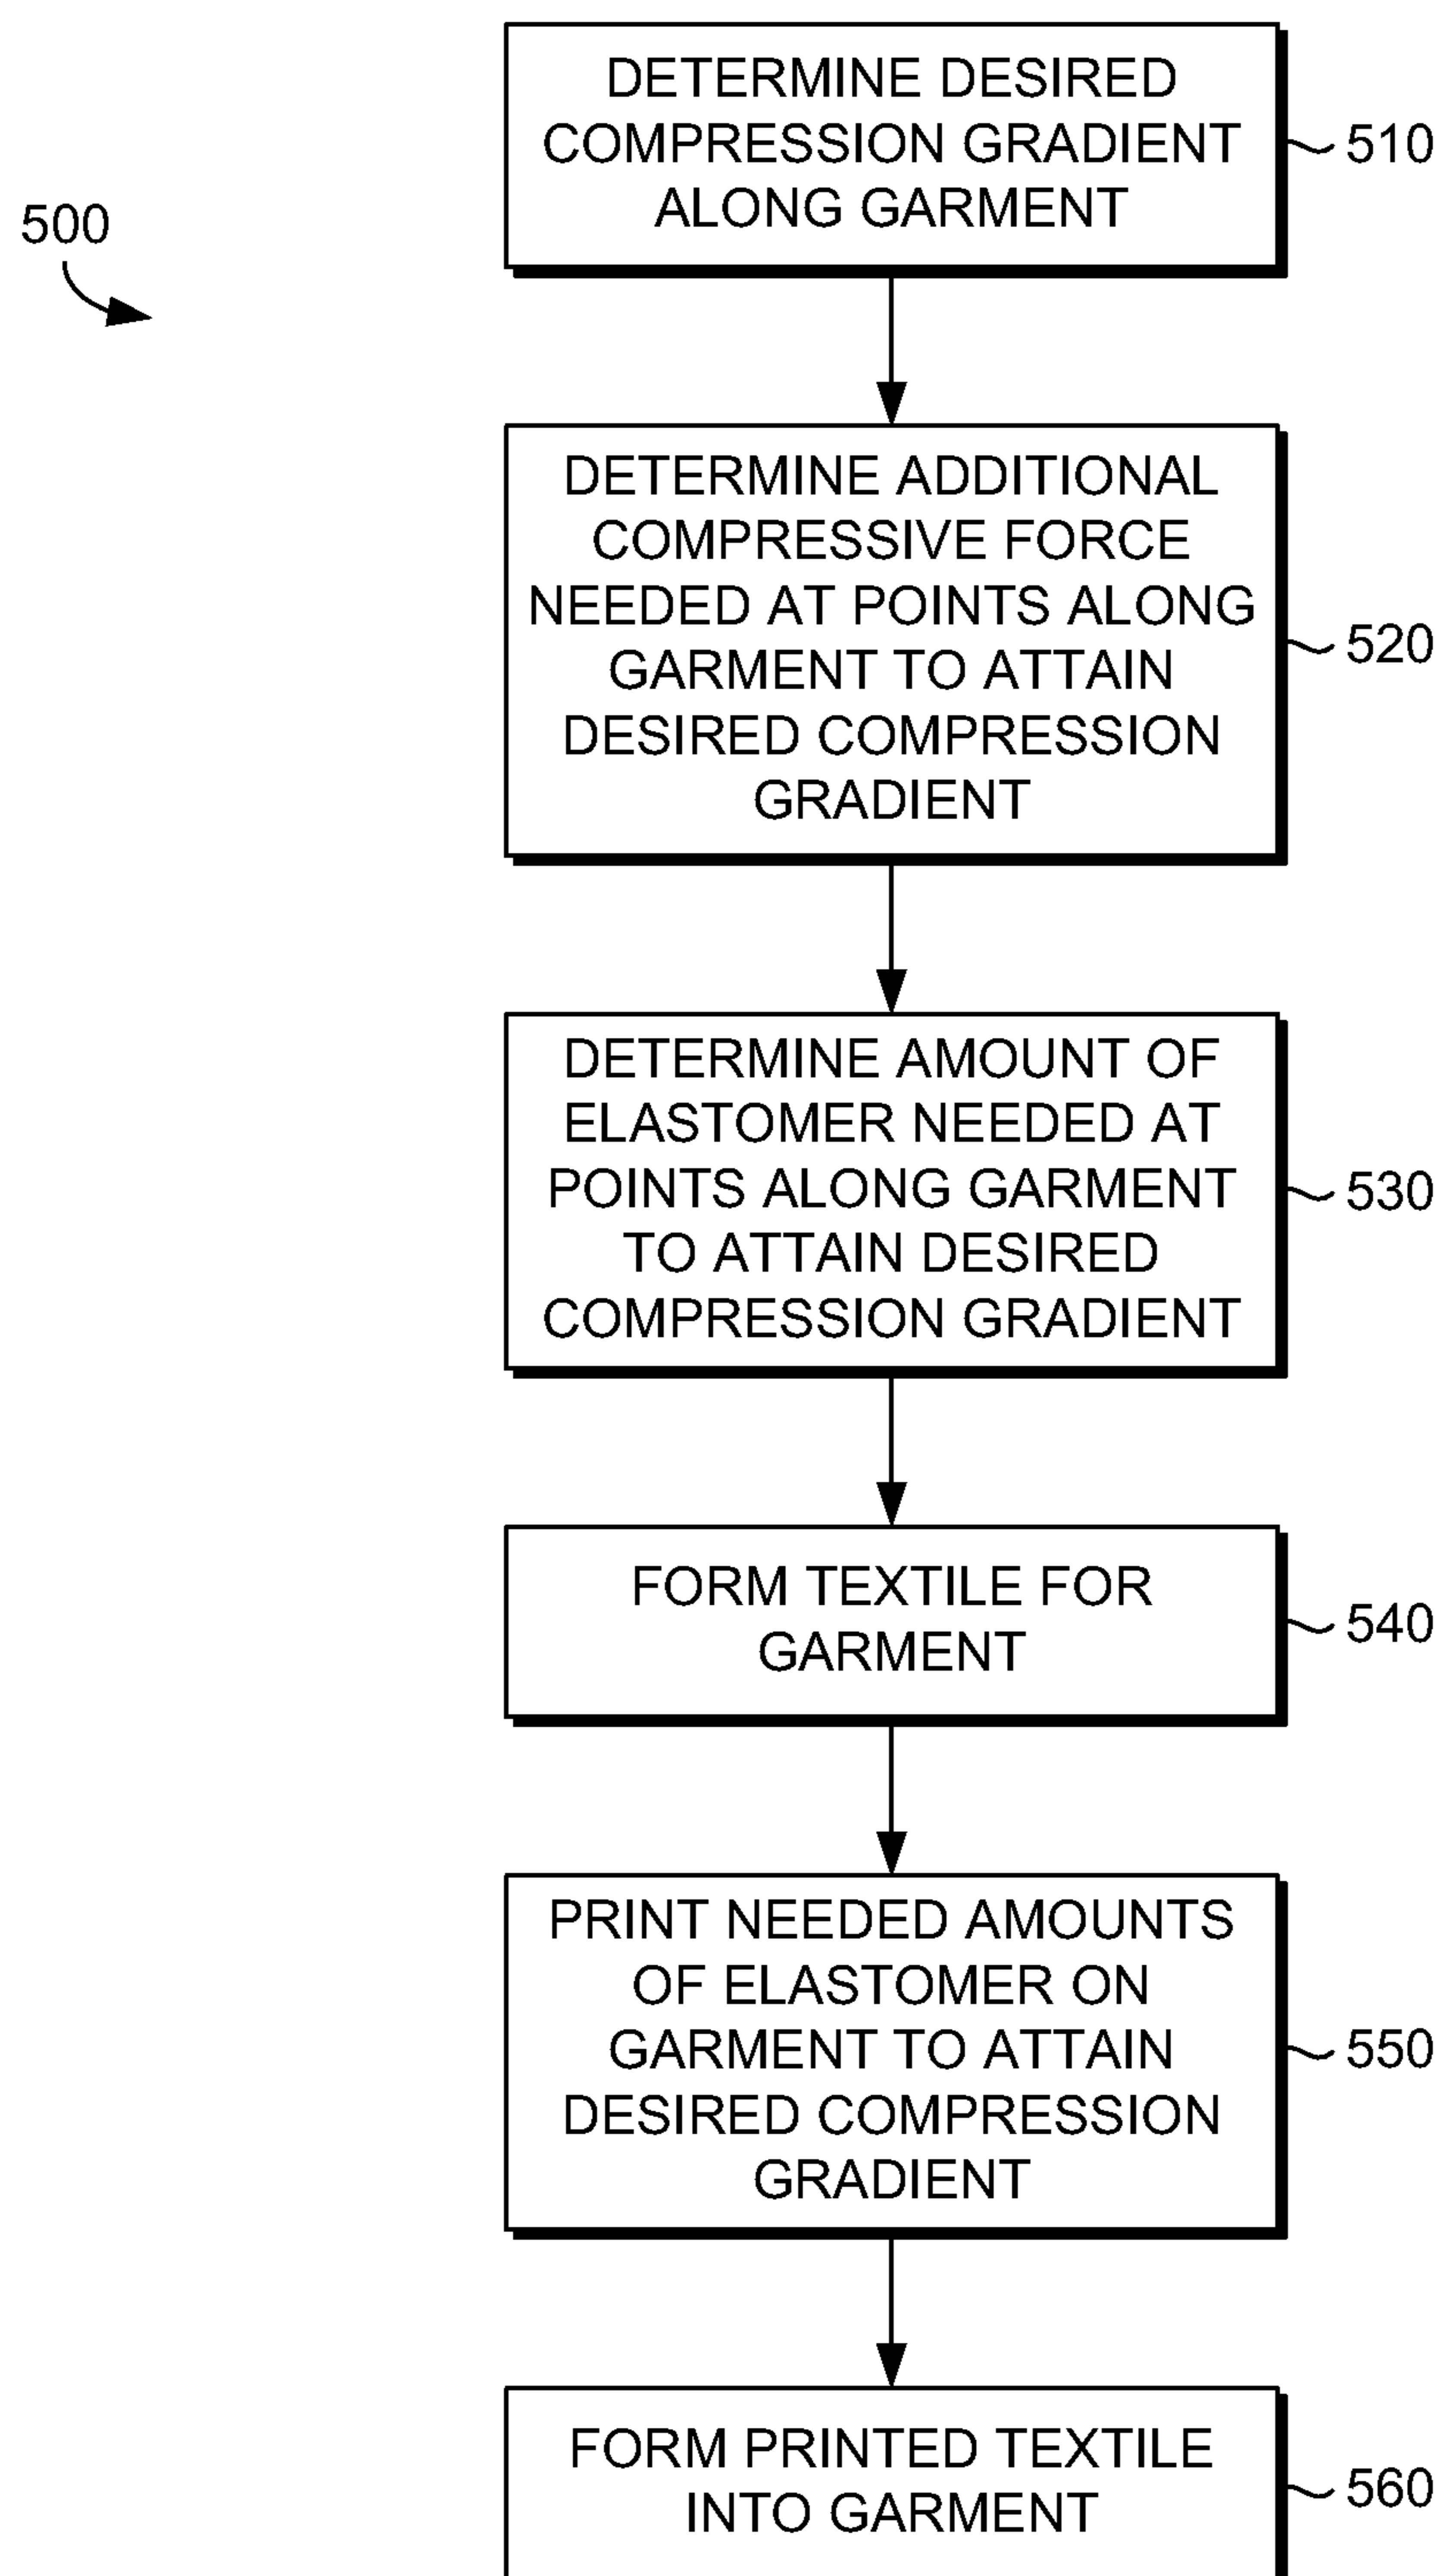 DETERMINE DESIRED
COMPRESSION GRADIENT
ALONG GARMENT
510
500
DETERMINE ADDITIONAL
COMPRESSIVE FORCE
NEEDED AT POINTS ALONG
GARMENT TO ATTAIN
DESIRED COMPRESSION
GRADIENT
520
DETERMINE AMOUNT OF
ELASTOMER NEEDED AT
POINTS ALONG GARMENT
TO ATTAIN DESIRED
COMPRESSION GRADIENT
530
FORM TEXTILE FOR
GARMENT
540
PRINT NEEDED AMOUNTS
OF ELASTOMER ON
GARMENT TO ATTAIN
DESIRED COMPRESSION
GRADIENT
550
FORM PRINTED TEXTILE
INTO GARMENT
560